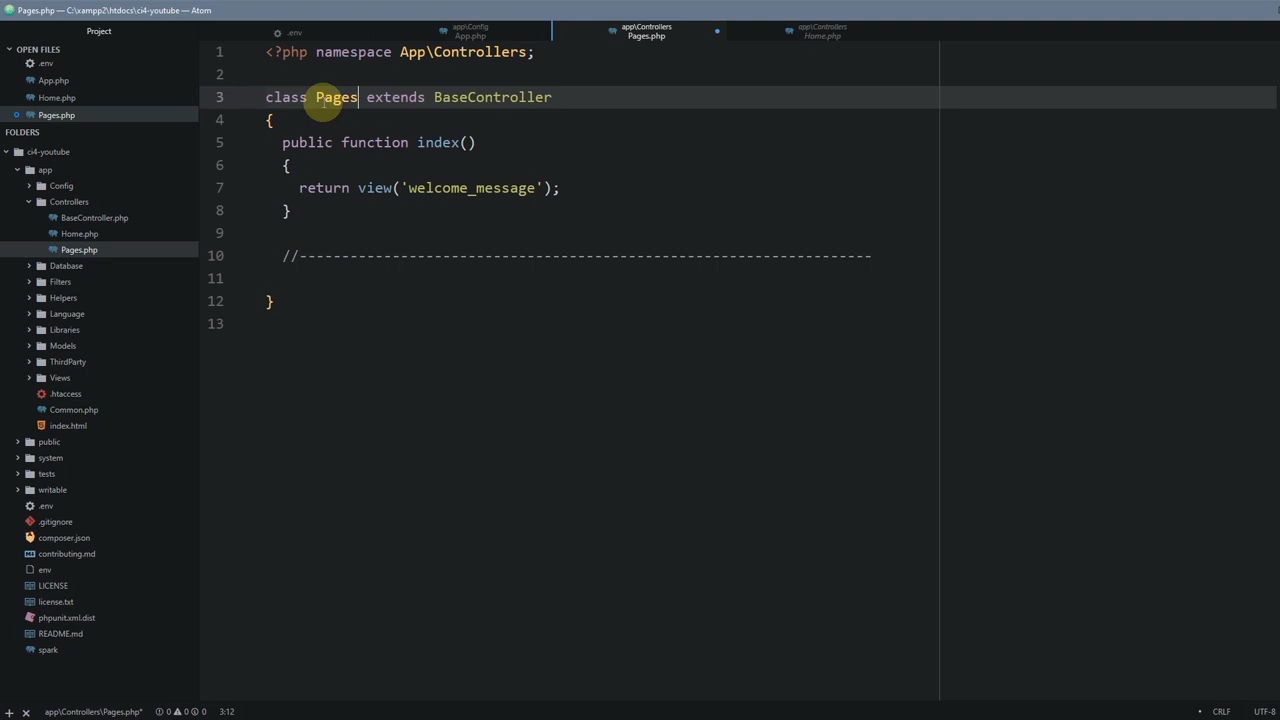 Pages.php — C:\xampp2\htdocs\ci4-youtube — Atom
Project
.env
app\Config
App.php
app\Controllers
Pages.php
app\Controllers
Home.php
OPEN FILES
.env
App.php
Home.php
Pages.php
FOLDERS
ci4-youtube
app
Config
Controllers
BaseController.php
Home.php
Pages.php
Database
Filters
Helpers
Language
Libraries
Models
ThirdParty
Views
.htaccess
Common.php
index.html
public
system
tests
writable
.env
.gitignore
composer.json
contributing.md
env
LICENSE
license.txt
phpunit.xml.dist
README.md
spark
1 <?php namespace App\Controllers;
2
3 class Pages extends BaseController
4 {
5 public function index()
6 {
7 return view('welcome_message');
8 }
9
10 //--------------------------------------------------------------------
11
12 }
13
app\Controllers\Pages.php* 0 0 0 3:12 CRLF UTF-8